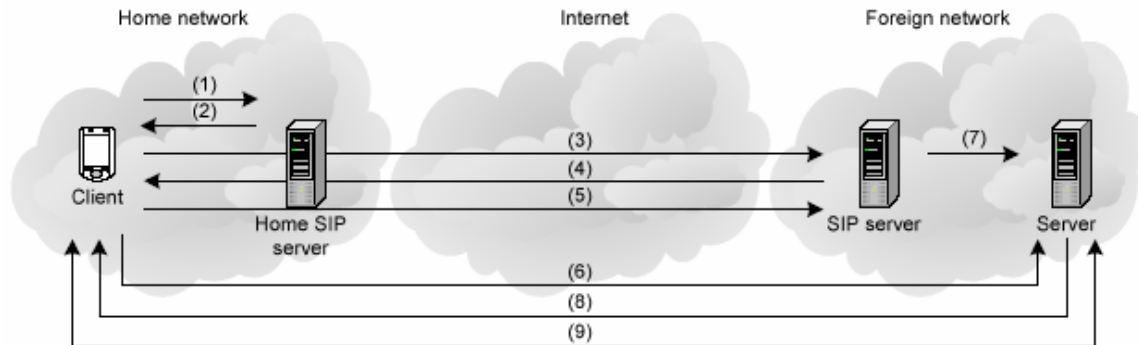 Home network
Internet
Foreign network
(1)
(2)
(3)
(4)
(5)
(7)
Client
Home SIP
server
SIP server
Server
(6)
(8)
(9)